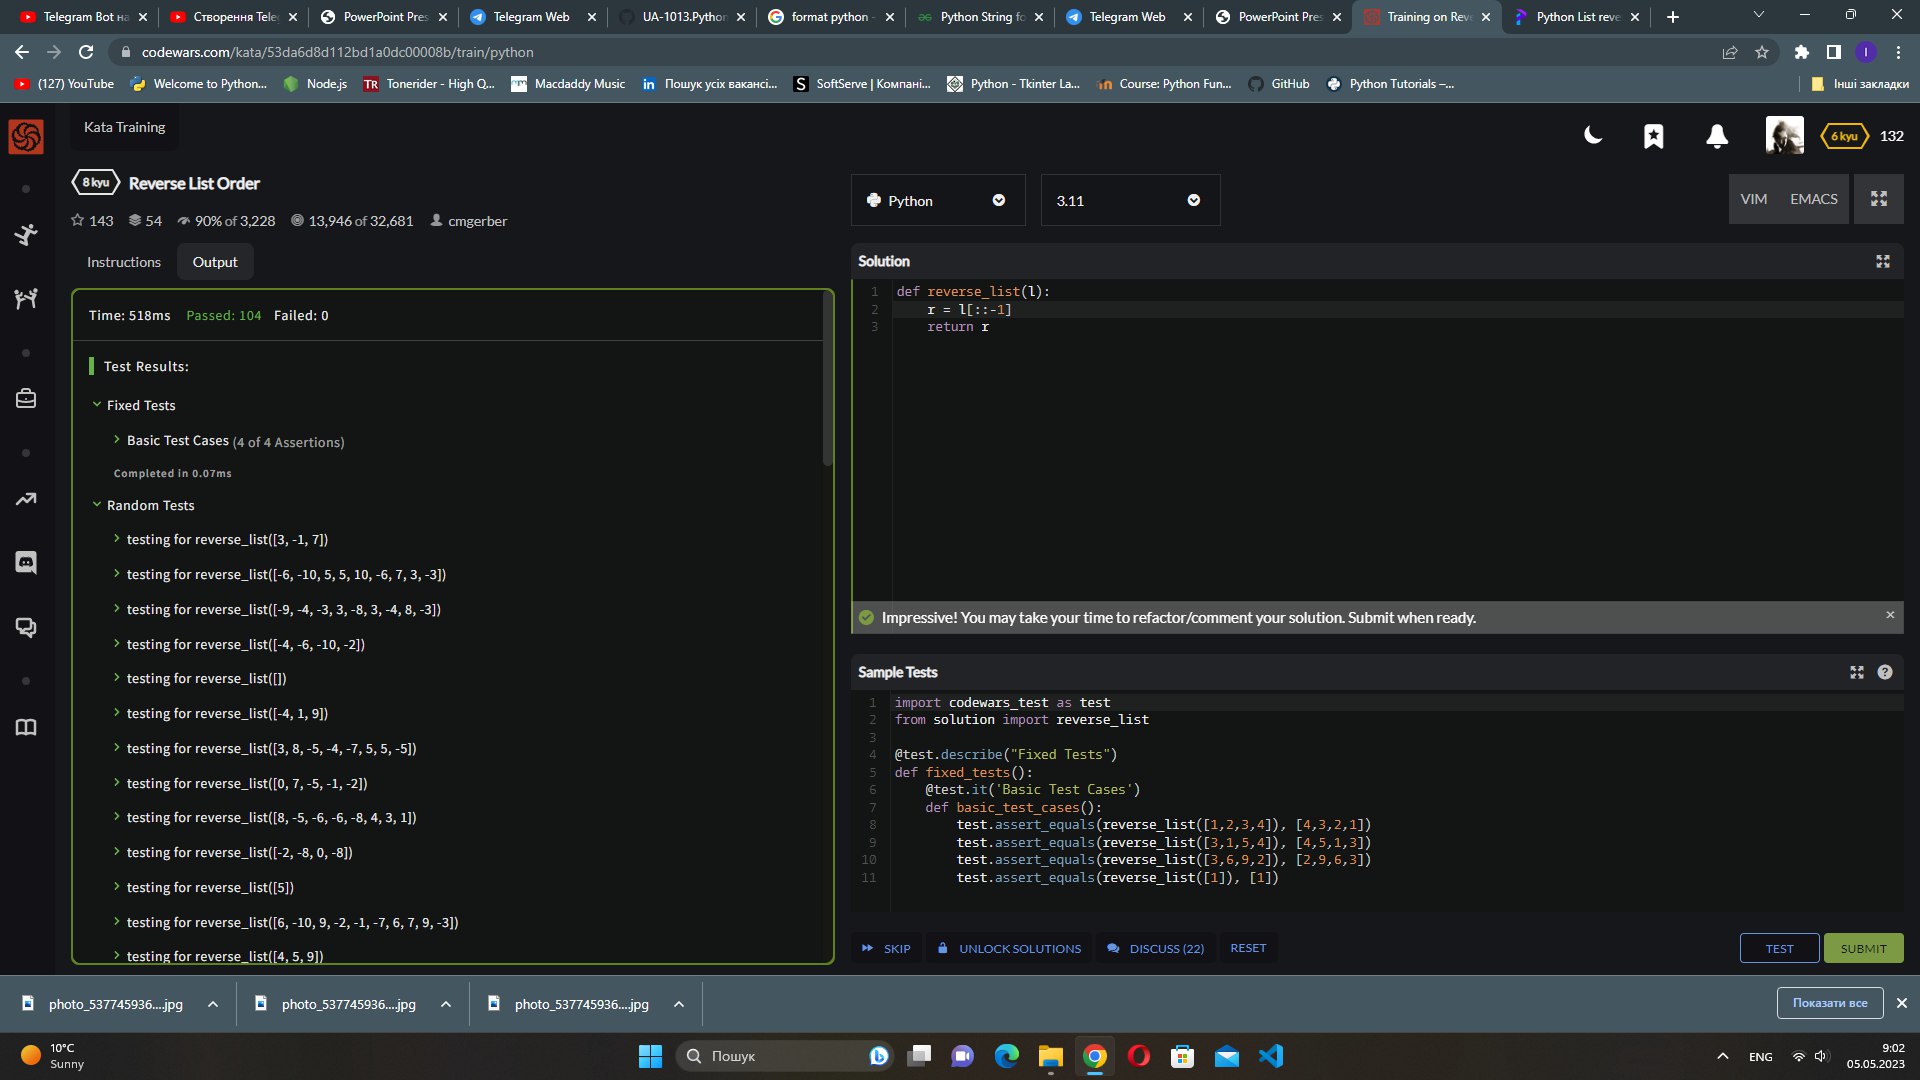 Telegram Bot на
Створення Tele
PowerPoint Pres
Telegram Web
UA-1013.Python
format python -
Python String fo
Telegram Web
PowerPoint Pres
Training on Reve
Python List reve
codewars.com/kata/53da6d8d112bd1a0dc00008b/train/python
(127) YouTube
Welcome to Python...
Node.js
Tonerider - High Q...
Macdaddy Music
Пошук усіх вакансі...
SoftServe | Компані...
Python - Tkinter La...
Course: Python Fun...
GitHub
Python Tutorials –...
Інші закладки
Kata Training
6 kyu
132
8 kyu
Reverse List Order
143
54
90% of 3,228
13,946 of 32,681
cmgerber
Python
3.11
VIM
EMACS
Instructions
Output
Time: 518ms Passed: 104 Failed: 0
Test Results:
Fixed Tests
Basic Test Cases (4 of 4 Assertions)
Completed in 0.07ms
Random Tests
testing for reverse_list([3, -1, 7])
testing for reverse_list([-6, -10, 5, 5, 10, -6, 7, 3, -3])
testing for reverse_list([-9, -4, -3, 3, -8, 3, -4, 8, -3])
testing for reverse_list([-4, -6, -10, -2])
testing for reverse_list([])
testing for reverse_list([-4, 1, 9])
testing for reverse_list([3, 8, -5, -4, -7, 5, 5, -5])
testing for reverse_list([0, 7, -5, -1, -2])
testing for reverse_list([8, -5, -6, -6, -8, 4, 3, 1])
testing for reverse_list([-2, -8, 0, -8])
testing for reverse_list([5])
testing for reverse_list([6, -10, 9, -2, -1, -7, 6, 7, 9, -3])
testing for reverse_list([4, 5, 9])
Solution
1 def reverse_list(l):
2 r = l[::-1]
3 return r
Impressive! You may take your time to refactor/comment your solution. Submit when ready.
Sample Tests
1 import codewars_test as test
2 from solution import reverse_list
3
4 @test.describe("Fixed Tests")
5 def fixed_tests():
6 @test.it('Basic Test Cases')
7 def basic_test_cases():
8 test.assert_equals(reverse_list([1,2,3,4]), [4,3,2,1])
9 test.assert_equals(reverse_list([3,1,5,4]), [4,5,1,3])
10 test.assert_equals(reverse_list([3,6,9,2]), [2,9,6,3])
11 test.assert_equals(reverse_list([1]), [1])
SKIP
UNLOCK SOLUTIONS
DISCUSS (22)
RESET
TEST
SUBMIT
photo_537745936....jpg
photo_537745936....jpg
photo_537745936....jpg
Показати все
10°C
Sunny
Пошук
ENG
9:02
05.05.2023